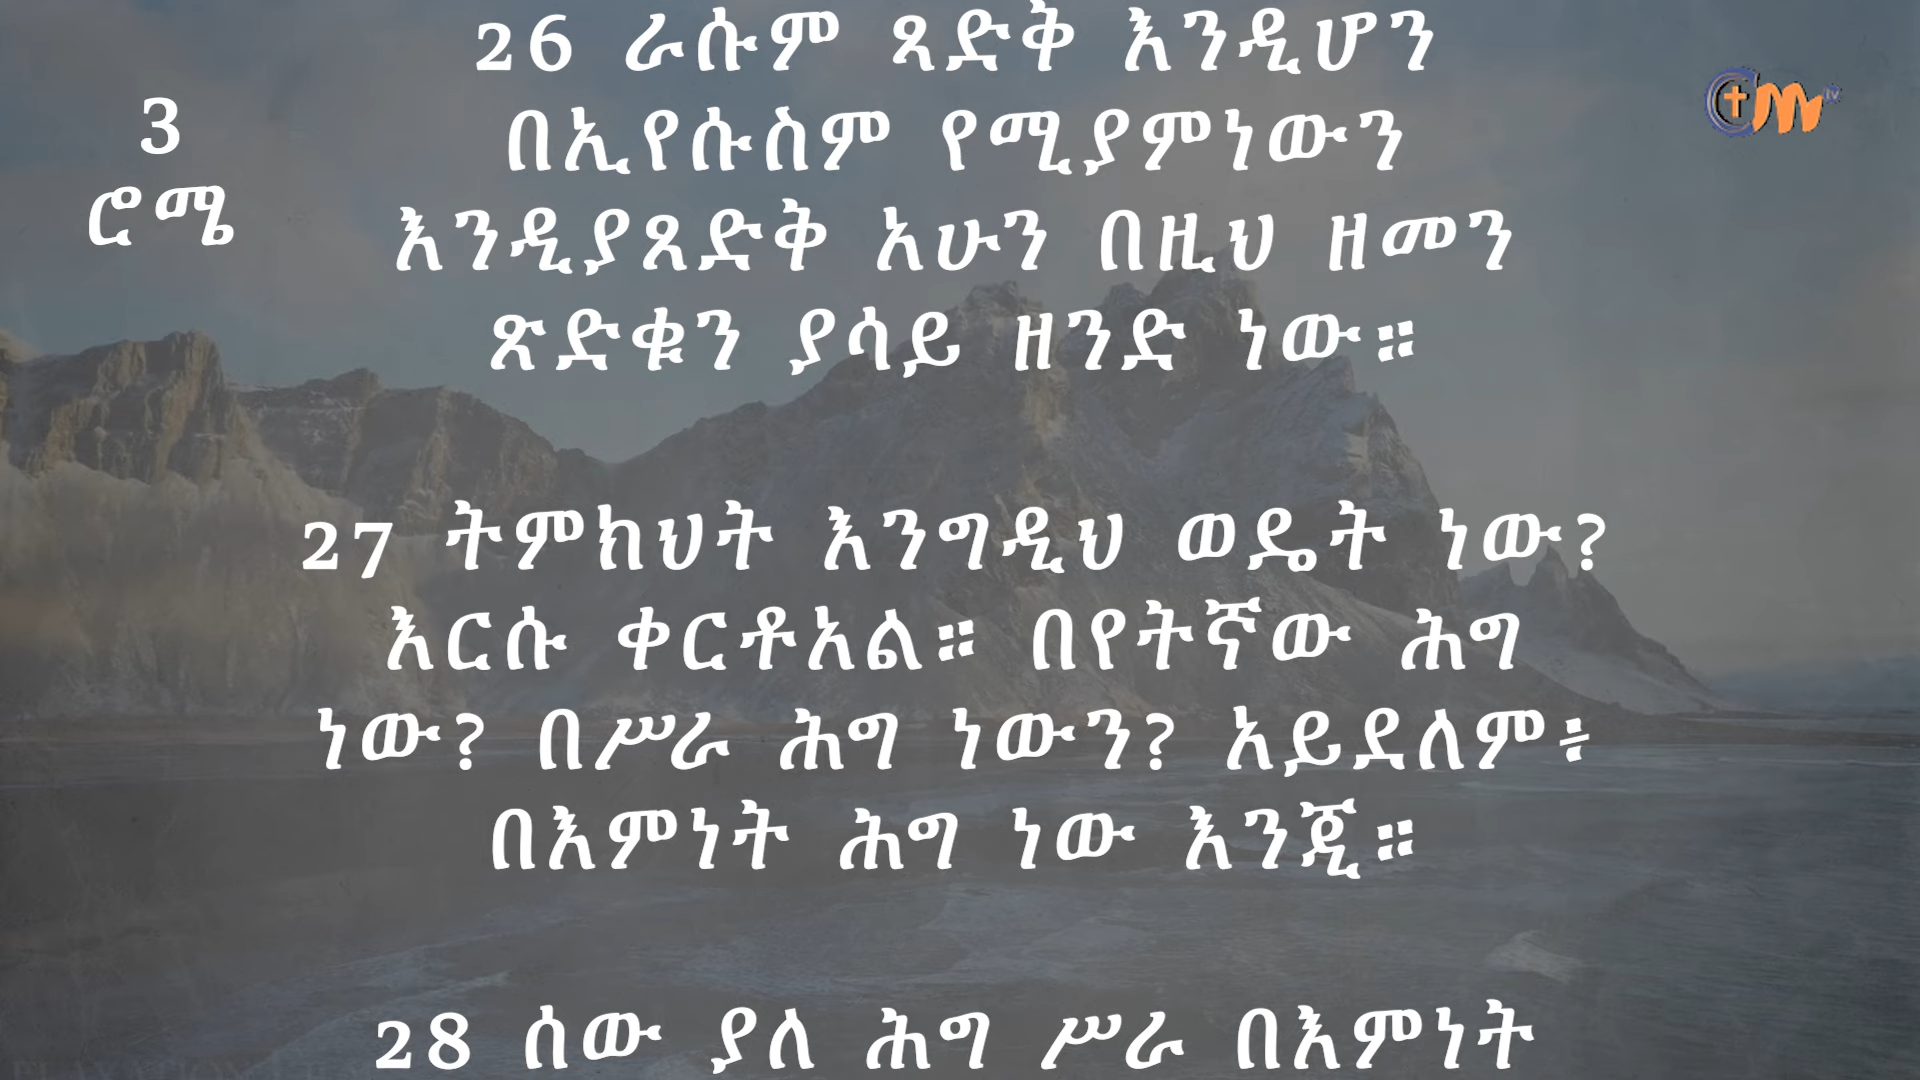 3
ሮሜ
26 ራሱም ጻድቅ እንዲሆን
በኢየሱስም የሚያምነውን
እንዲያጸድቅ አሁን በዚህ ዘመን
ጽድቁን ያሳይ ዘንድ ነው።
27 ትምክህት እንግዲህ ወዴት ነው?
እርሱ ቀርቶአል። በየትኛው ሕግ
ነው? በሥራ ሕግ ነውን? አይደለም፥
በእምነት ሕግ ነው እንጂ።
28 ሰው ያለ ሕግ ሥራ በእምነት